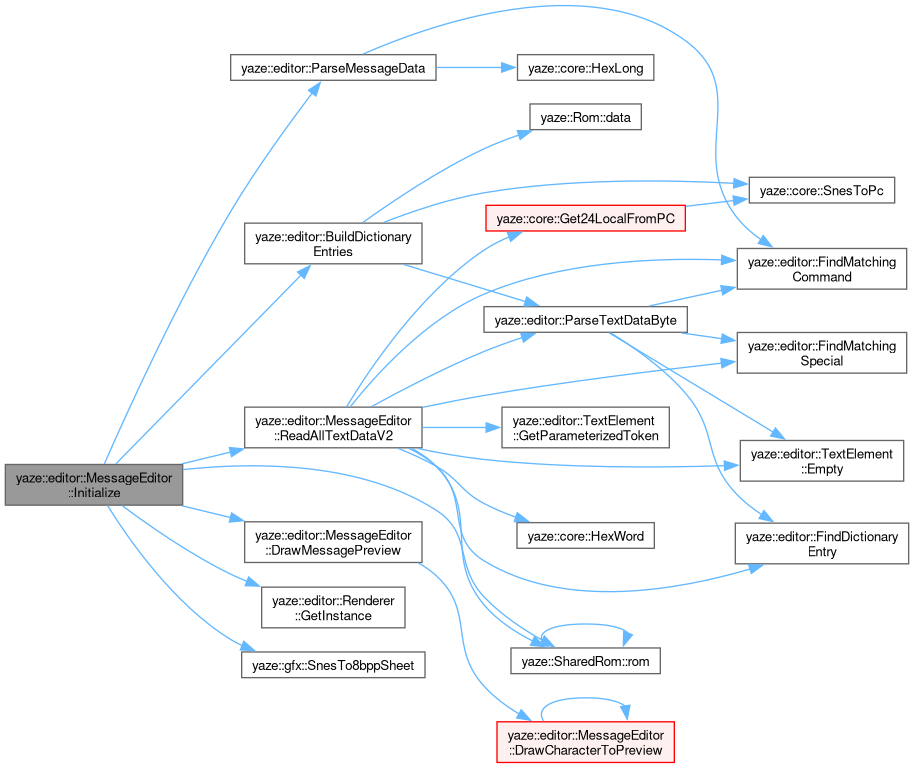 yaze::editor::ParseMessageData
yaze::core::HexLong
yaze::Rom::data
yaze::core::SnesToPc
yaze::core::Get24LocalFromPC
yaze::editor::BuildDictionary
Entries
yaze::editor::FindMatching
Command
yaze::editor::ParseTextDataByte
yaze::editor::FindMatching
Special
yaze::editor::MessageEditor
::ReadAllTextDataV2
yaze::editor::TextElement
::GetParameterizedToken
yaze::editor::TextElement
::Empty
yaze::editor::MessageEditor
::Initialize
yaze::editor::MessageEditor
::DrawMessagePreview
yaze::core::HexWord
yaze::editor::FindDictionary
Entry
yaze::editor::Renderer
::GetInstance
yaze::gfx::SnesTo8bppSheet
yaze::SharedRom::rom
yaze::editor::MessageEditor
::DrawCharacterToPreview